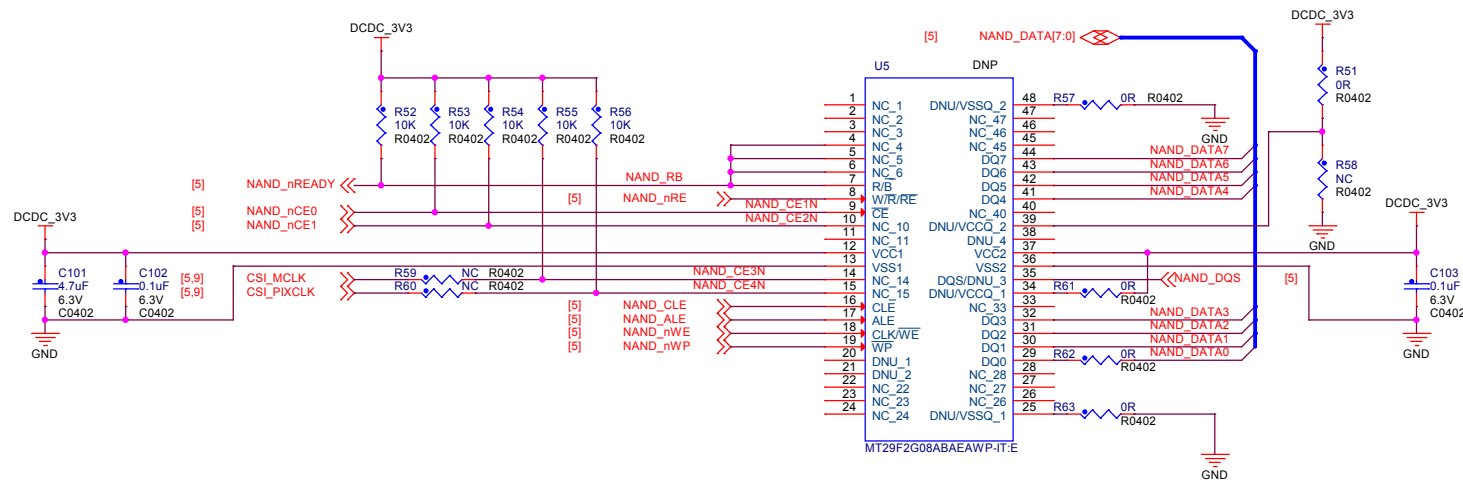 DCDC_3V3
[5] NAND_DATA[7:0]
DCDC_3V3
U5 DNP
R51
0R
R0402
R52
10K
R0402
R53
10K
R0402
R54
10K
R0402
R55
10K
R0402
R56
10K
R0402
1 NC_1
2 NC_2
3 NC_3
4 NC_4
5 NC_5
6 NC_6
7 R/B
8 W/R/RE
9 CE
10 NC_10
11 NC_11
12 VCC1
13 VSS1
14 NC_14
15 NC_15
16 CLE
17 ALE
18 CLK/WE
19 WP
20 DNU_1
21 DNU_2
22 NC_22
23 NC_23
24 NC_24
DNU/VSSQ_2 48
NC_47 47
NC_46 46
NC_45 45
DQ7 44
DQ6 43
DQ5 42
DQ4 41
NC_40 40
DNU/VCCQ_2 39
DNU_4 38
VCC2 37
VSS2 36
DQS/DNU_3 35
DNU/VCCQ_1 34
NC_33 33
DQ3 32
DQ2 31
DQ1 30
DQ0 29
NC_28 28
NC_27 27
NC_26 26
DNU/VSSQ_1 25
MT29F2G08ABAEAWP-IT:E
R57 0R R0402
GND
NAND_DATA7
NAND_DATA6
NAND_DATA5
NAND_DATA4
R58
NC
R0402
GND
[5] NAND_nREADY
NAND_RB
[5] NAND_nRE
[5] NAND_nCE0
NAND_CE1N
[5] NAND_nCE1
NAND_CE2N
DCDC_3V3
C101
4.7uF
6.3V
C0402
C102
0.1uF
6.3V
C0402
GND
[5,9] CSI_MCLK
R59 NC R0402
NAND_CE3N
[5,9] CSI_PIXCLK
R60 NC R0402
NAND_CE4N
[5] NAND_CLE
[5] NAND_ALE
[5] NAND_nWE
[5] NAND_nWP
NAND_DQS [5]
R61 0R
R0402
NAND_DATA3
NAND_DATA2
NAND_DATA1
NAND_DATA0
R62 0R
R0402
R63 0R
R0402
GND
DCDC_3V3
C103
0.1uF
6.3V
C0402
GND